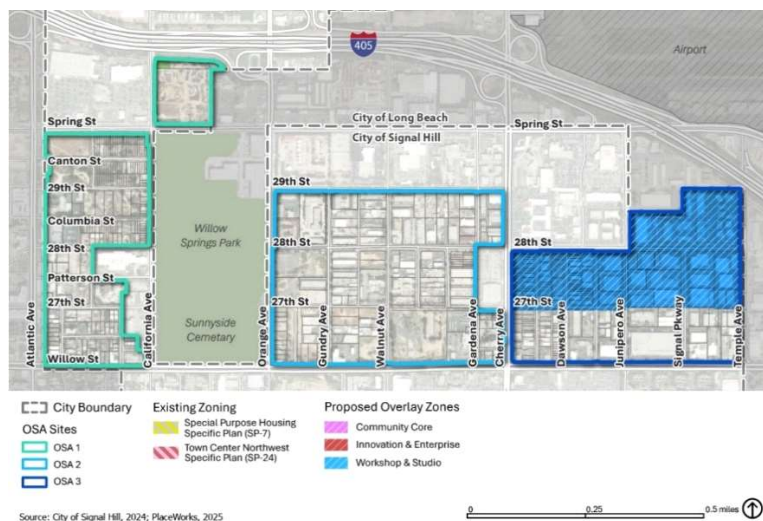 405
Airport
City of Long Beach
Spring St
City of Signal Hill
Spring St
Canton St
29th St
29th St
Columbia St
Willow
Springs Park
28th St
28th St
28th St
Patterson St
27th St
27th St
27th St
Sunnyside
Cemetary
Willow St
Atlantic Ave
California Ave
Orange Ave
Gundry Ave
Walnut Ave
Gardena Ave
Cherry Ave
Dawson Ave
Junipero Ave
Signal Pkway
Temple Ave
City Boundary
OSA Sites
OSA 1
OSA 2
OSA 3
Existing Zoning
Special Purpose Housing
Specific Plan (SP-7)
Town Center Northwest
Specific Plan (SP-24)
Proposed Overlay Zones
Community Core
Innovation & Enterprise
Workshop & Studio
Source: City of Signal Hill, 2024; PlaceWorks, 2025
0
0.25
0.5 miles